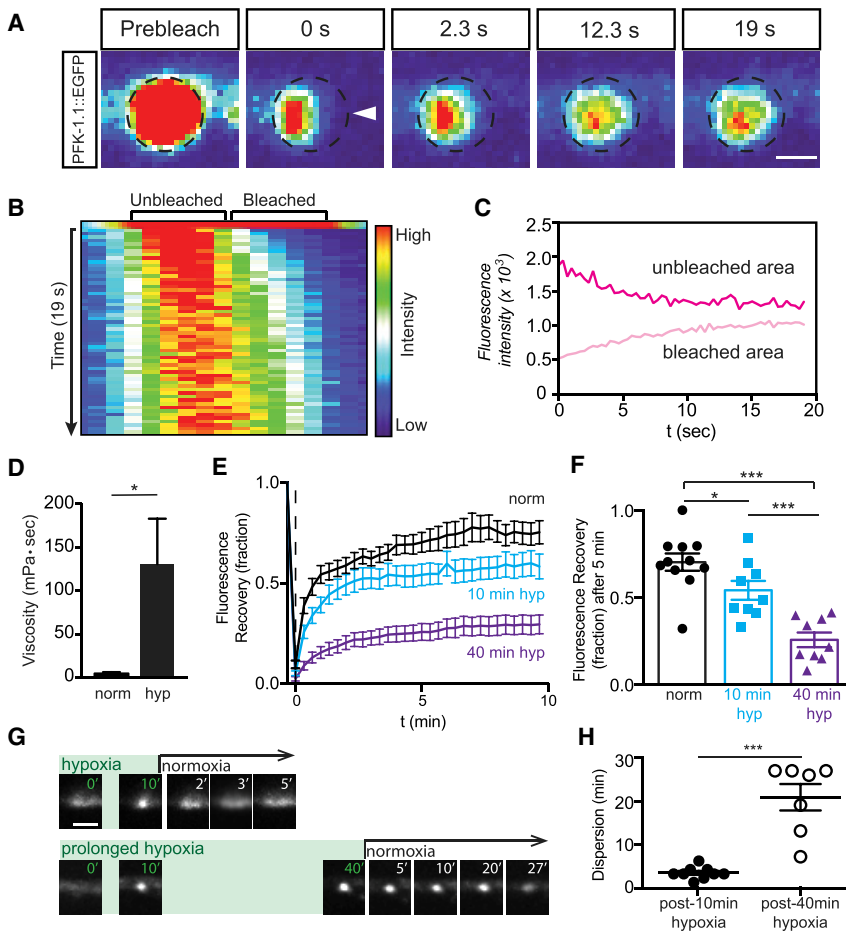 A
Prebleach
0 s
2.3 s
12.3 s
19 s
PFK-1.1::EGFP
B
Unbleached
Bleached
Time (19 s)
High
Intensity
Low
C
2.5
2.0
1.5
1.0
0.5
0
Fluorescence
intensity (x 10³)
unbleached area
bleached area
0
5
10
15
20
t (sec)
D
200
150
100
50
0
Viscosity (mPa•sec)
*
norm
hyp
E
1.0
0.5
0.0
Fluorescence
Recovery (fraction)
norm
10 min hyp
40 min hyp
0
5
10
t (min)
F
***
*
***
1.0
0.5
0.0
Fluorescence Recovery
(fraction) after 5 min
norm
10 min
hyp
40 min
hyp
G
hypoxia
normoxia
0′
10′
2′
3′
5′
prolonged hypoxia
normoxia
0′
10′
40′
5′
10′
20′
27′
H
***
30
20
10
0
Dispersion (min)
post-10min
hypoxia
post-40min
hypoxia